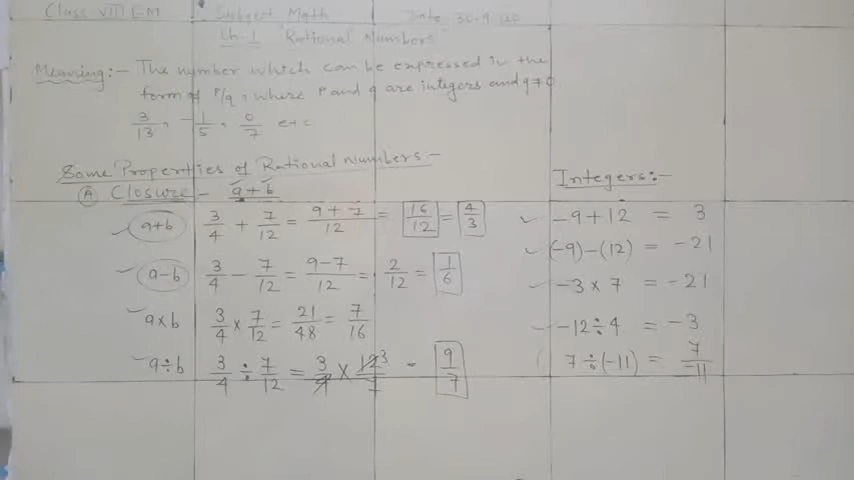 Class VIII EM Subject Math Date 30.9.20
Ch-1 Rational Numbers
Meaning:- The number which can be expressed in the
form of P/q, where P and q are integers and q≠0
3/13, -1/5, 0/7 etc
Some Properties of Rational Numbers-
(A) Closure - a+b
a+b 3/4 + 7/12 = 9+7/12 = 16/12 = 4/3
a-b 3/4 - 7/12 = 9-7/12 = 2/12 = 1/6
a×b 3/4 × 7/12 = 21/48 = 7/16
a÷b 3/4 ÷ 7/12 = 3/4 × 12 3/7 = 9/7
Integers:-
-9+12 = 3
(-9)-(12) = -21
-3×7 = -21
-12÷4 = -3
7÷(-11) = 7/-11